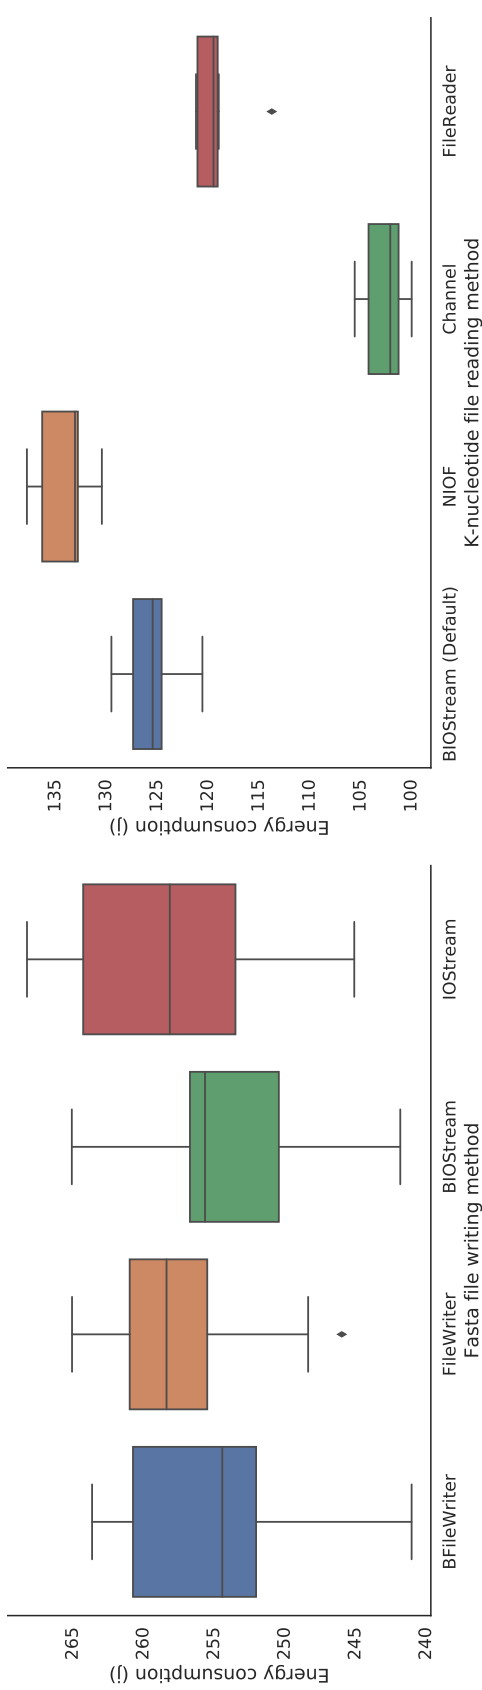 265
260
255
250
245
240
Energy consumption (j)
BFileWriter FileWriter BIOStream IOStream
Fasta file writing method
135
130
125
120
115
110
105
100
Energy consumption (j)
BIOStream (Default) NIOF Channel FileReader
K-nucleotide file reading method